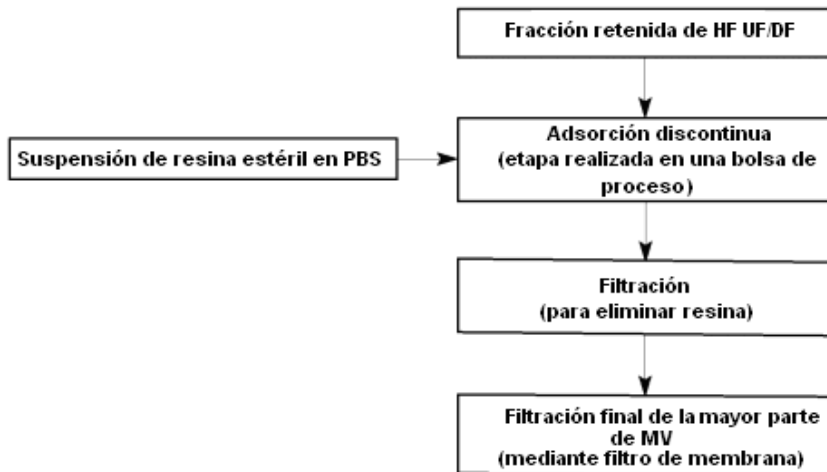 Fracción retenida de HF UF/DF
Adsorción discontinua
(etapa realizada en una bolsa de
proceso)
Suspensión de resina estéril en PBS
Filtración
(para eliminar resina)
Filtración final de la mayor parte
de MV
(mediante filtro de membrana)